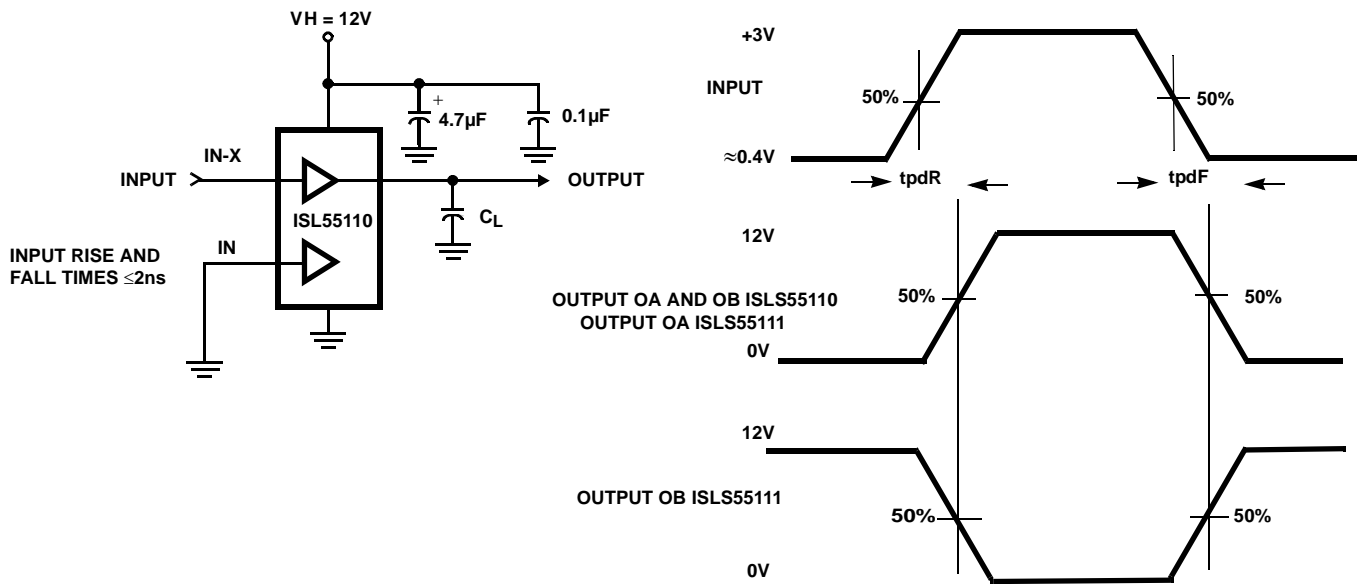 VH = 12V
+
4.7µF
0.1µF
IN-X
INPUT
OUTPUT
ISL55110
CL
IN
INPUT RISE AND
FALL TIMES ≤2ns
+3V
INPUT
50%
50%
≈0.4V
tpdR
tpdF
12V
OUTPUT OA AND OB ISLS55110
OUTPUT OA ISLS55111
50%
50%
0V
12V
OUTPUT OB ISLS55111
50%
50%
0V